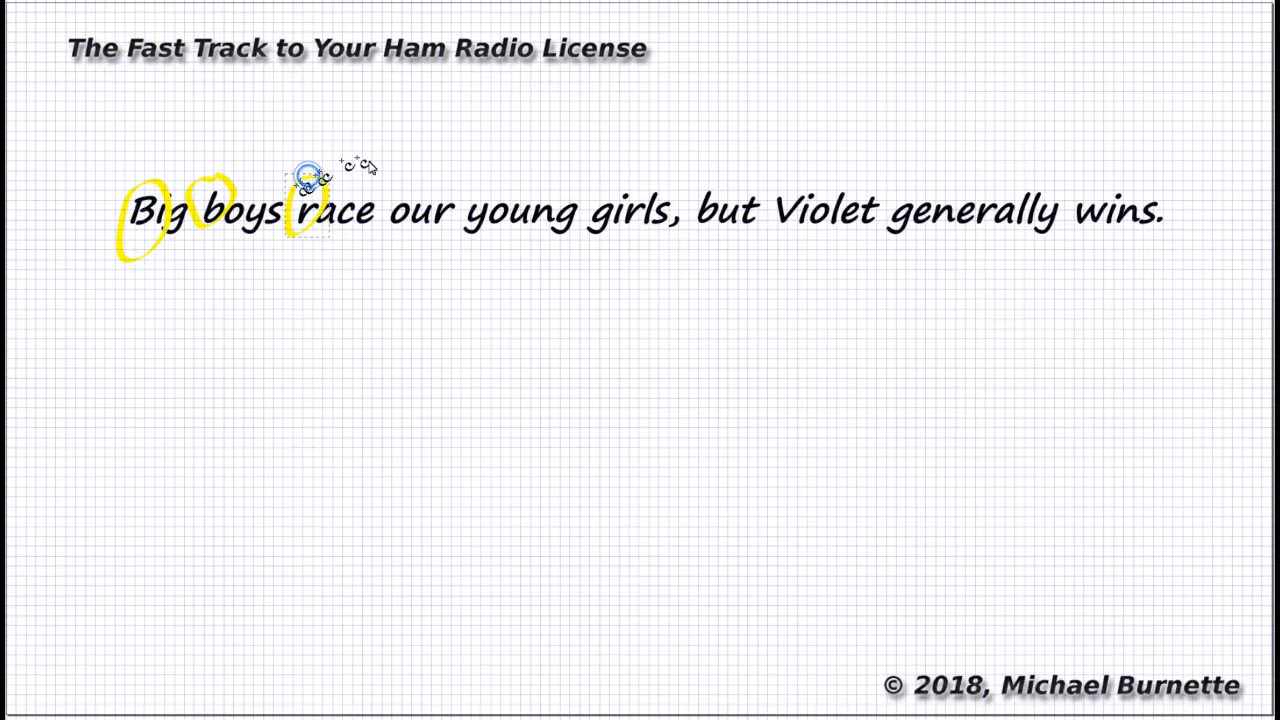 The Fast Track to Your Ham Radio License
Big boys race our young girls, but Violet generally wins.
© 2018, Michael Burnette